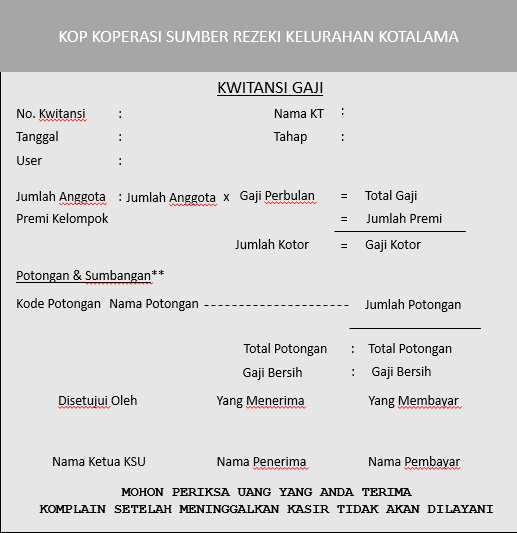 KOP KOPERASI SUMBER REZEKI KELURAHAN KOTALAMA
KWITANSI GAJI
No. Kwitansi : Nama KT :
Tanggal : Tahap :
User :
Jumlah Anggota : Jumlah Anggota x Gaji Perbulan = Total Gaji
Premi Kelompok = Jumlah Premi
Jumlah Kotor = Gaji Kotor
Potongan & Sumbangan**
Kode Potongan Nama Potongan --------------------- Jumlah Potongan
Total Potongan : Total Potongan
Gaji Bersih : Gaji Bersih
Disetujui Oleh Yang Menerima Yang Membayar
Nama Ketua KSU Nama Penerima Nama Pembayar
MOHON PERIKSA UANG YANG ANDA TERIMA
KOMPLAIN SETELAH MENINGGALKAN KASIR TIDAK AKAN DILAYANI